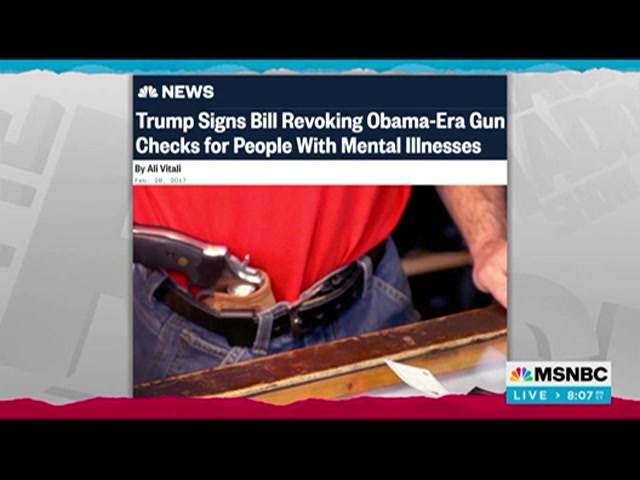 NEWS
Trump Signs Bill Revoking Obama-Era Gun
Checks for People With Mental Illnesses
By Ali Vitali
Feb. 28, 2017
MSNBC
LIVE > 8:07